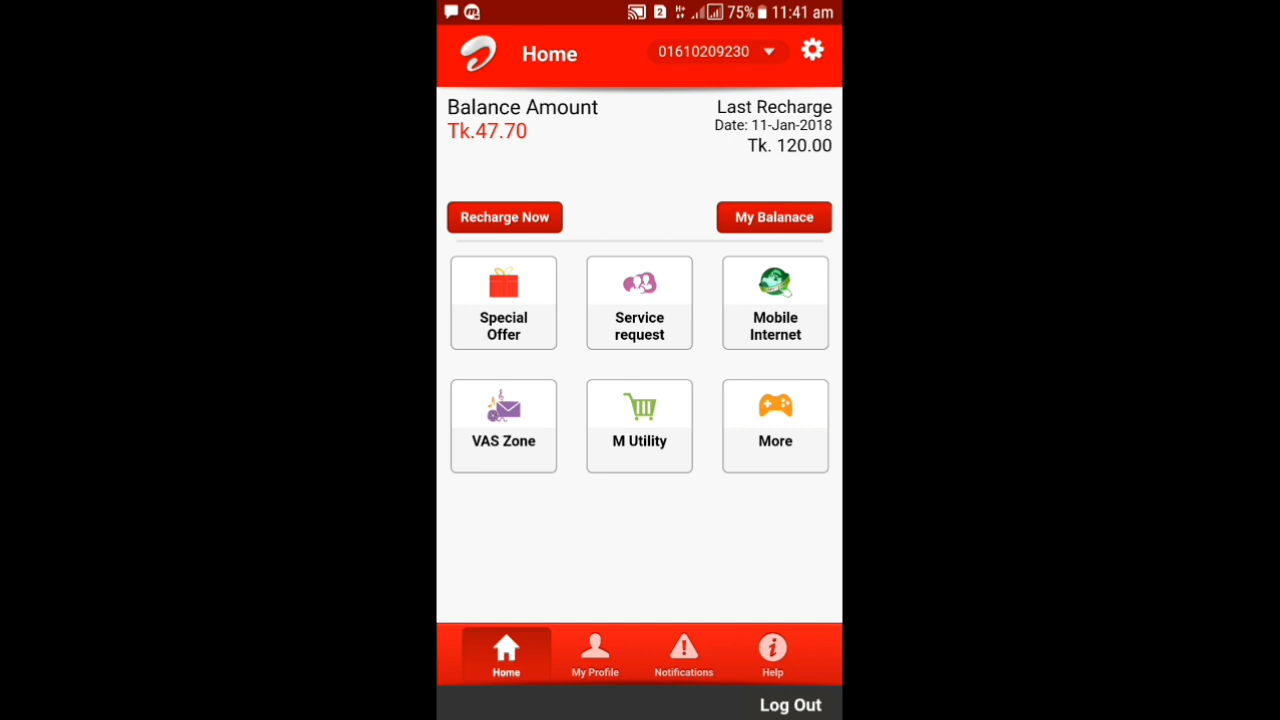 2 75% 11:41 am
Home 01610209230
Balance Amount
Tk.47.70
Last Recharge
Date: 11-Jan-2018
Tk. 120.00
Recharge Now My Balanace
Special
Offer
Service
request
Mobile
Internet
VAS Zone M Utility More
Home My Profile Notifications Help
Log Out